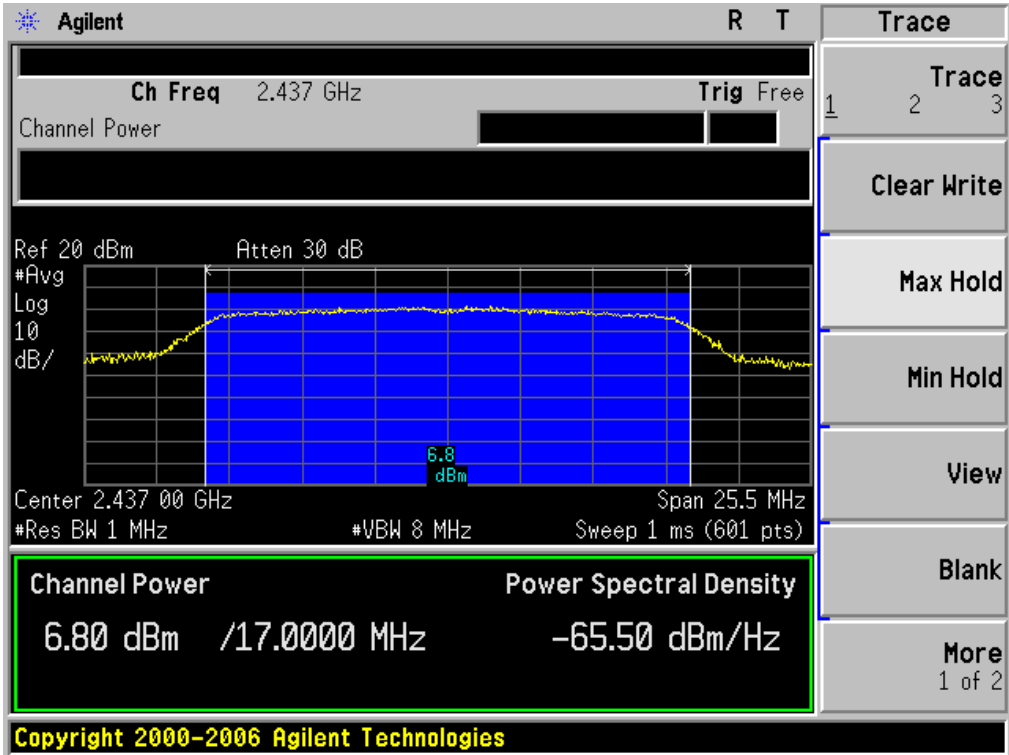 Agilent R T Trace
Ch Freq 2.437 GHz Trig Free
Trace
1 2 3
Channel Power
Clear Write
Ref 20 dBm Atten 30 dB
#Avg
Log
10
dB/
Max Hold
Min Hold
6.8
dBm
View
Center 2.437 00 GHz Span 25.5 MHz
#Res BW 1 MHz #VBW 8 MHz Sweep 1 ms (601 pts)
Blank
Channel Power Power Spectral Density
6.80 dBm /17.0000 MHz -65.50 dBm/Hz
More
1 of 2
Copyright 2000-2006 Agilent Technologies